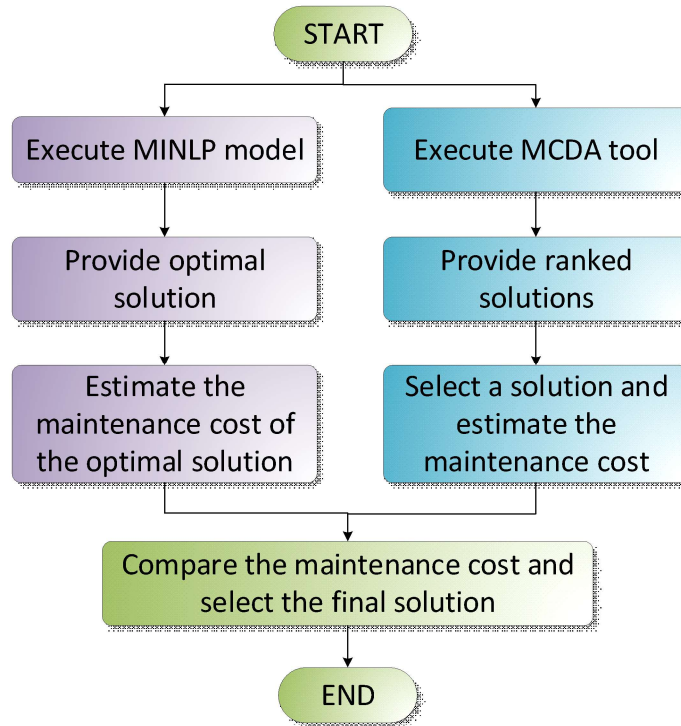 START
Execute MINLP model
Execute MCDA tool
Provide optimal
solution
Provide ranked
solutions
Estimate the
maintenance cost of
the optimal solution
Select a solution and
estimate the
maintenance cost
Compare the maintenance cost and
select the final solution
END